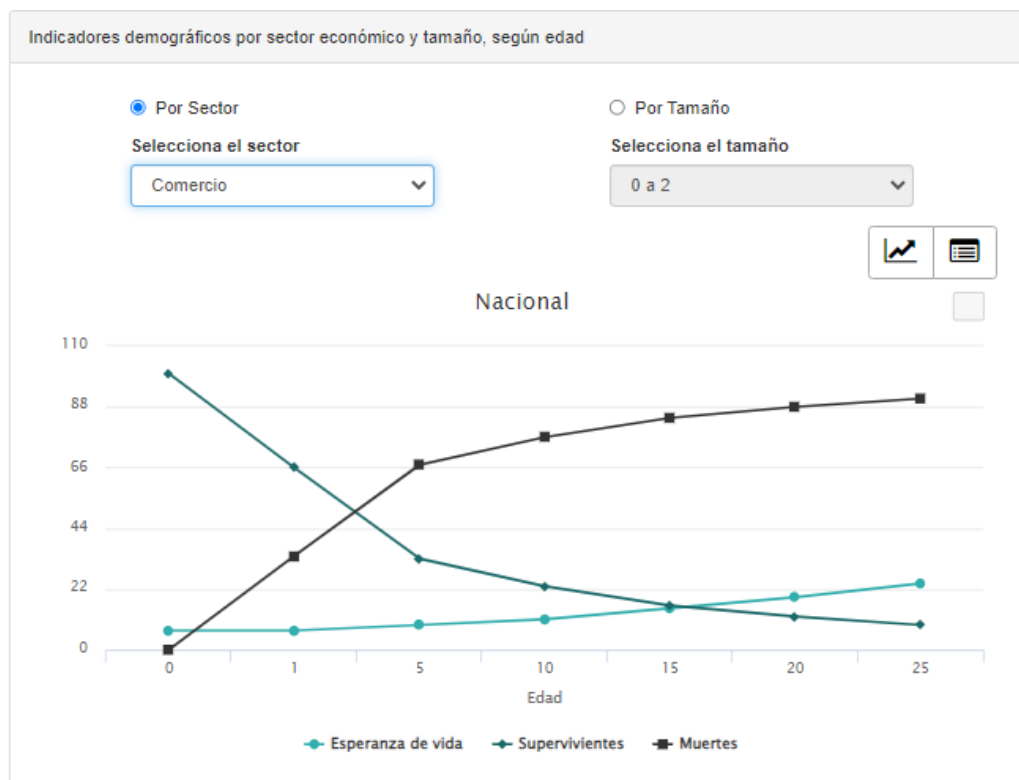 Indicadores demográficos por sector económico y tamaño, según edad
Por Sector
Por Tamaño
Selecciona el sector
Selecciona el tamaño
Comercio
0 a 2
Nacional
110
88
66
44
22
0
0 1 5 10 15 20 25
Edad
Esperanza de vida Supervivientes Muertes